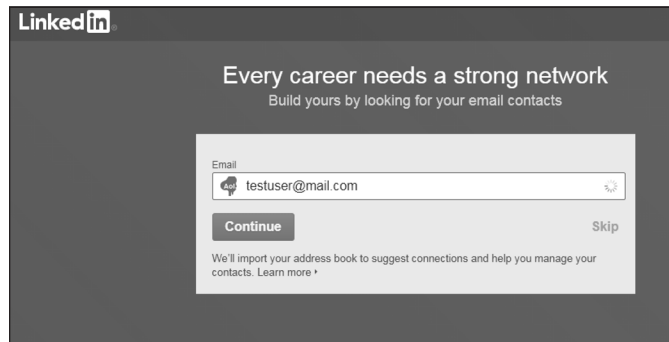 Linked in®
Every career needs a strong network
Build yours by looking for your email contacts
Email
Aol testuser@mail.com
Continue Skip
We'll import your address book to suggest connections and help you manage your
contacts. Learn more ▸